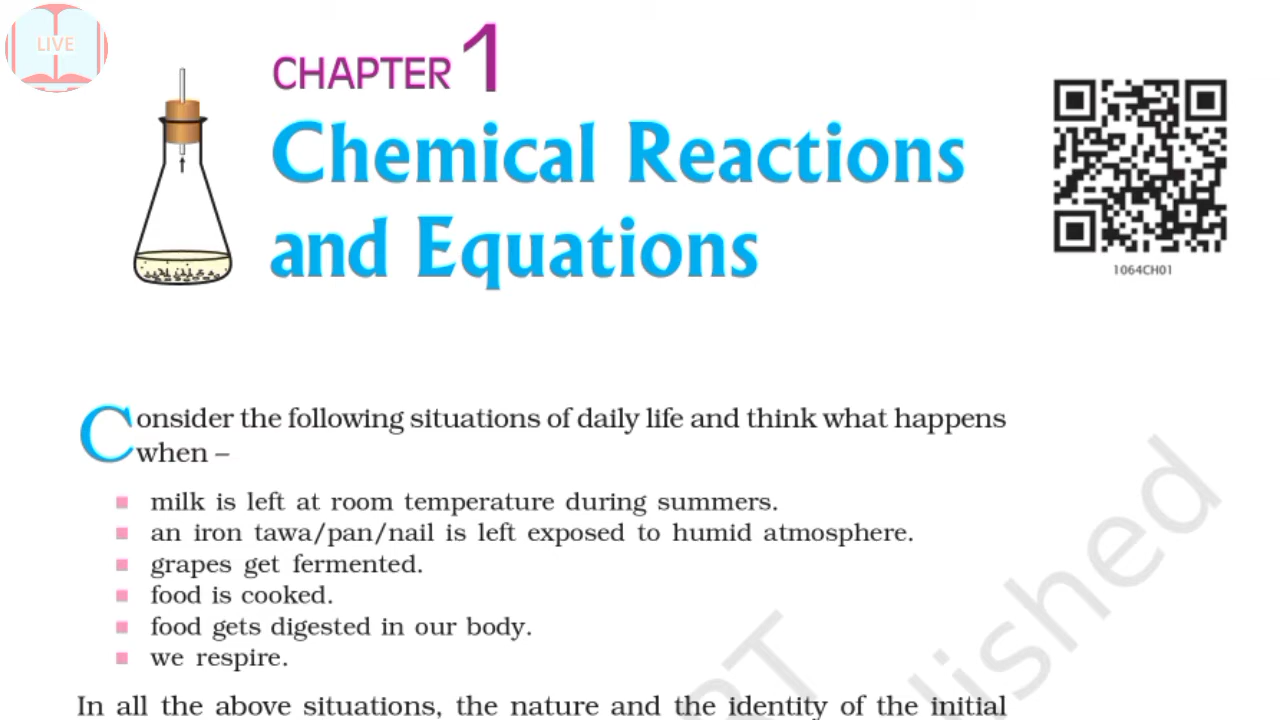 LIVE
CHAPTER 1
Chemical Reactions
and Equations
1064CH01
Consider the following situations of daily life and think what happens
when –
milk is left at room temperature during summers.
an iron tawa/pan/nail is left exposed to humid atmosphere.
grapes get fermented.
food is cooked.
food gets digested in our body.
we respire.
In all the above situations, the nature and the identity of the initial